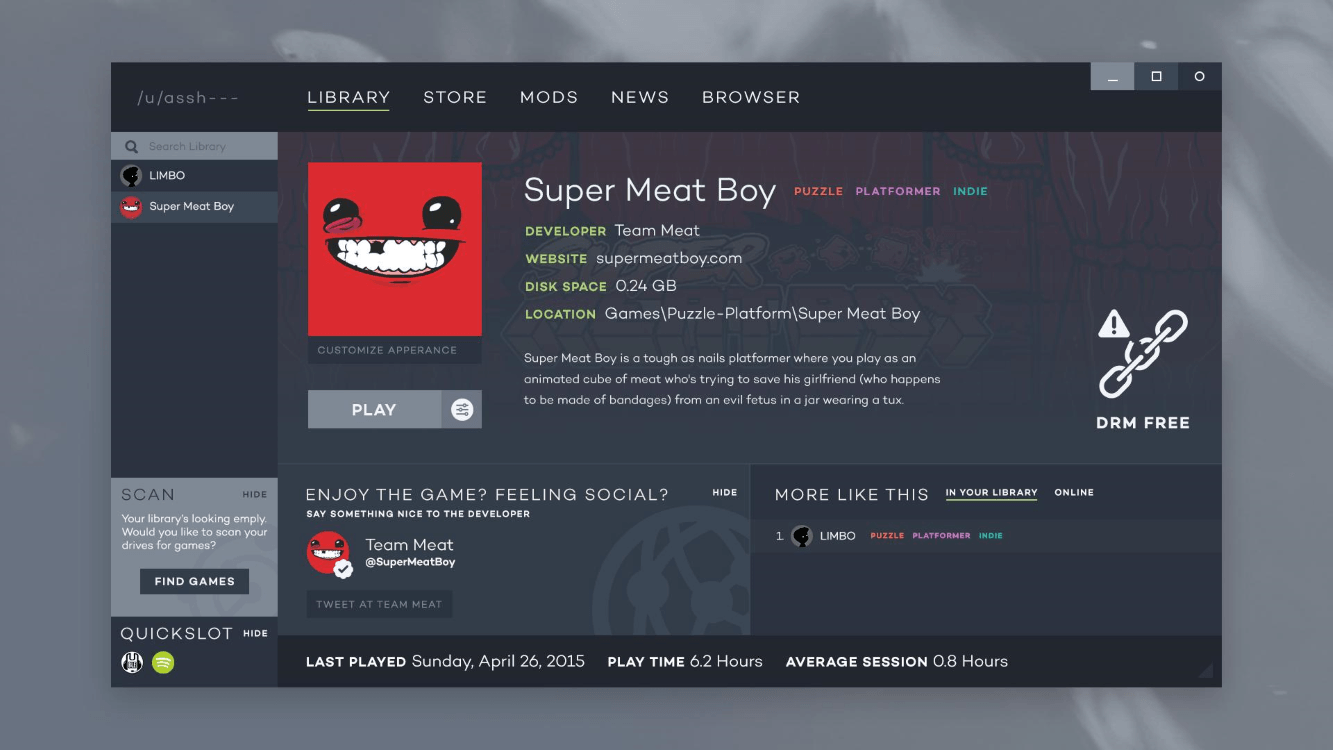 /u/assh---
LIBRARY STORE MODS NEWS BROWSER
Search Library
LIMBO
Super Meat Boy
SCAN HIDE
Your library's looking emply.
Would you like to scan your
drives for games?
FIND GAMES
QUICKSLOT HIDE
CUSTOMIZE APPERANCE
PLAY
Super Meat Boy PUZZLE PLATFORMER INDIE
DEVELOPER Team Meat
WEBSITE supermeatboy.com
DISK SPACE 0.24 GB
LOCATION Games\Puzzle-Platform\Super Meat Boy
Super Meat Boy is a tough as nails platformer where you play as an
animated cube of meat who's trying to save his girlfriend (who happens
to be made of bandages) from an evil fetus in a jar wearing a tux.
DRM FREE
ENJOY THE GAME? FEELING SOCIAL? HIDE
SAY SOMETHING NICE TO THE DEVELOPER
Team Meat
@SuperMeatBoy
TWEET AT TEAM MEAT
MORE LIKE THIS IN YOUR LIBRARY ONLINE
1. LIMBO PUZZLE PLATFORMER INDIE
LAST PLAYED Sunday, April 26, 2015 PLAY TIME 6.2 Hours AVERAGE SESSION 0.8 Hours